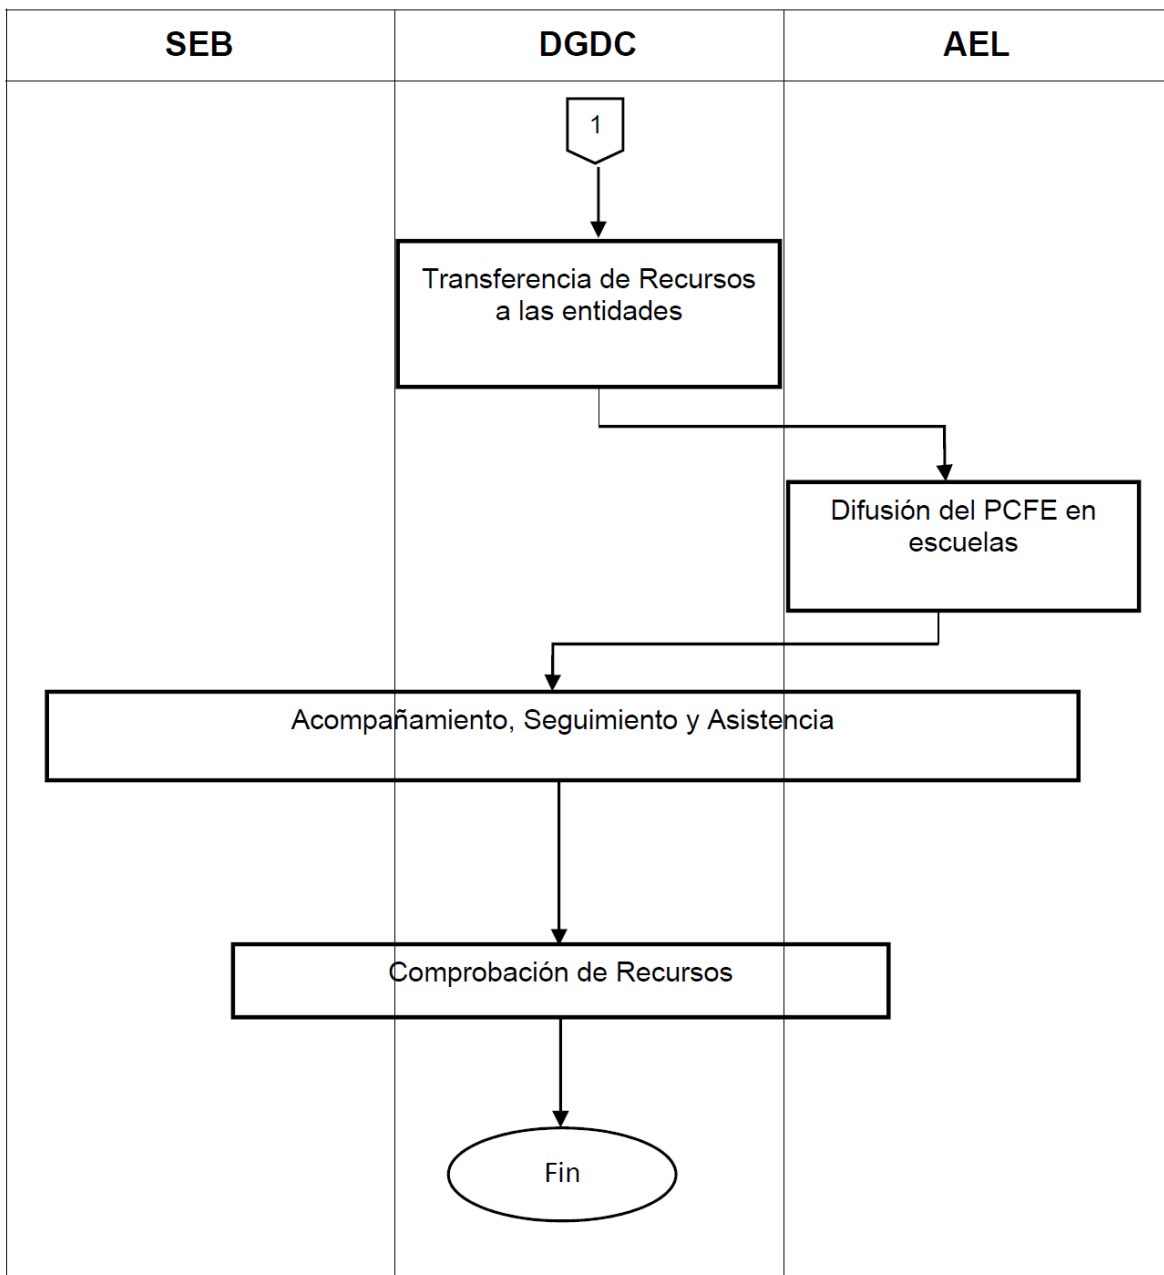 SEB
DGDC
AEL
1
Transferencia de Recursos
a las entidades
Difusión del PCFE en
escuelas
Acompañamiento, Seguimiento y Asistencia
Comprobación de Recursos
Fin